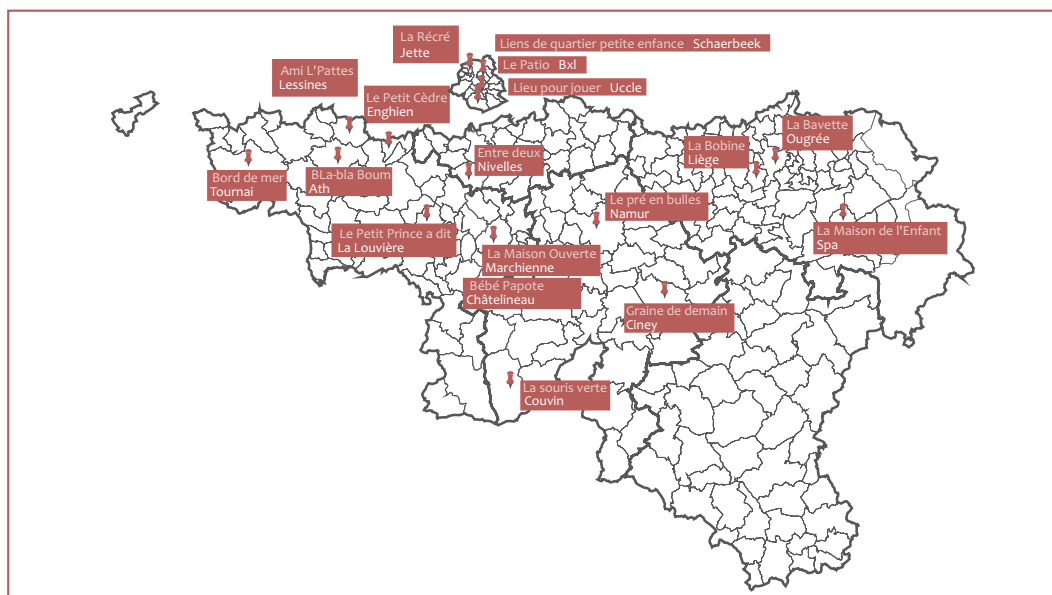 La Récré
Jette
Liens de quartier petite enfance Schaerbeek
Le Patio Bxl
Lieu pour jouer Uccle
Ami L'Pattes
Lessines
Le Petit Cèdre
Enghien
La Bavette
Ougrée
La Bobine
Liège
Entre deux
Nivelles
Bord de mer
Tournai
BLa-bla Boum
Ath
Le pré en bulles
Namur
Le Petit Prince a dit
La Louvière
La Maison de l'Enfant
Spa
La Maison Ouverte
Marchienne
Bébé Papote
Châtelineau
Graine de demain
Ciney
La souris verte
Couvin